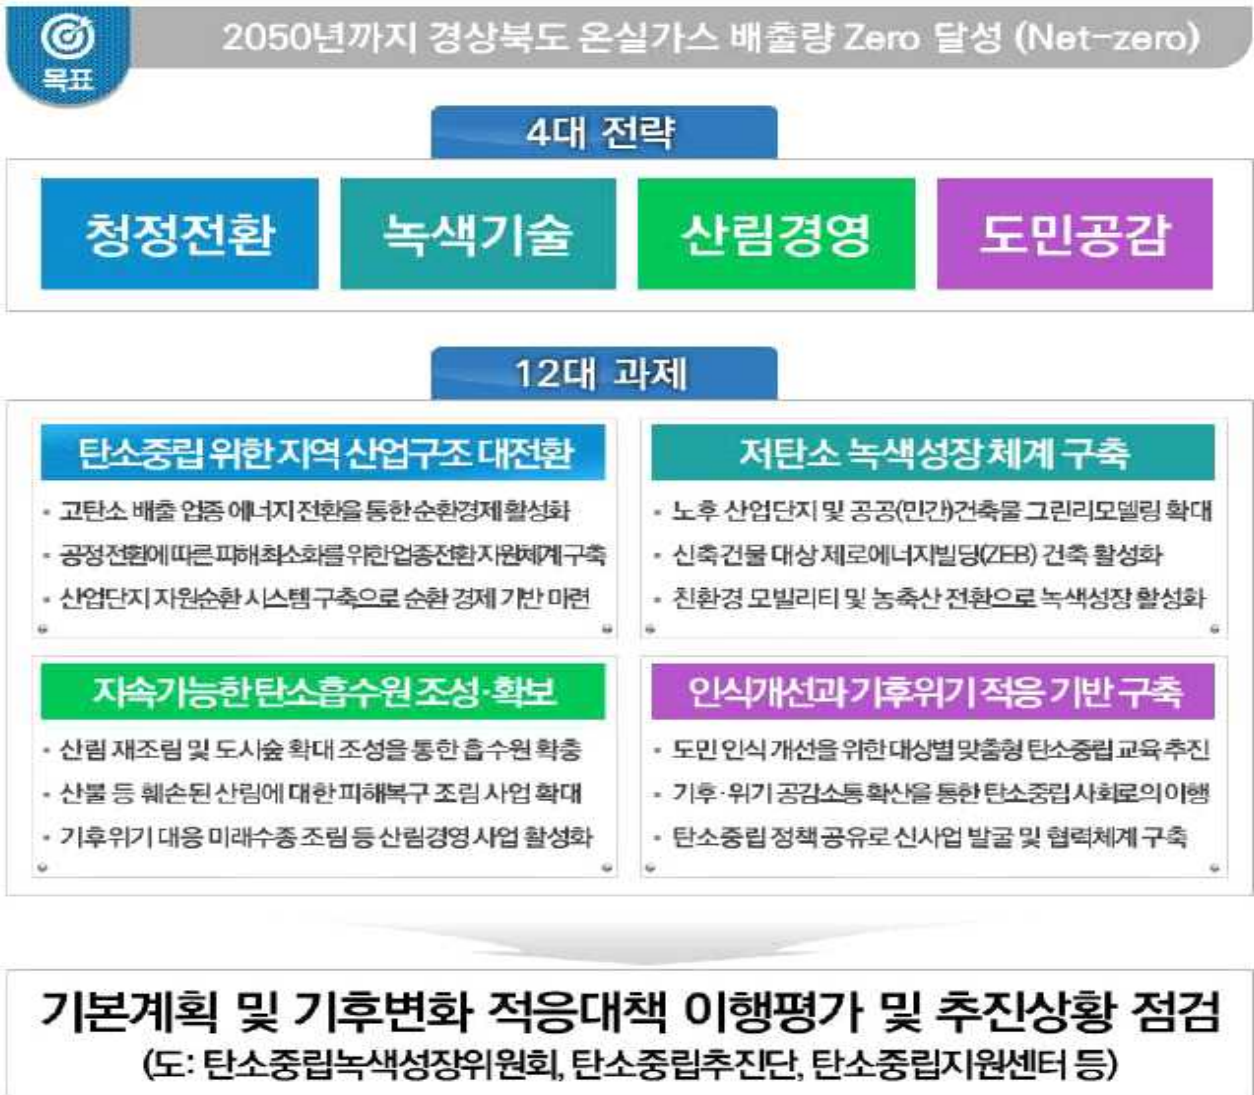 목표
2050년까지 경상북도 온실가스 배출량 Zero 달성 (Net-zero)
4대 전략
청정전환
녹색기술
산림경영
도민공감
12대 과제
탄소중립 위한 지역 산업구조 대전환
• 고탄소 배출 업종 에너지 전환을 통한 순환경제 활성화
• 공정전환에 따른 피해 최소화를 위한 업종전환 지원체계 구축
• 산업단지 자원순환 시스템 구축으로 순환 경제 기반 마련
저탄소 녹색성장 체계 구축
• 노후 산업단지 및 공공(민간)건축물 그린리모델링 확대
• 신축건물 대상 제로에너지빌딩(ZEB) 건축 활성화
• 친환경 모빌리티 및 농축산 전환으로 녹색성장 활성화
지속가능한 탄소흡수원 조성·확보
• 산림 재조림 및 도시숲 확대 조성을 통한 흡수원 확충
• 산불 등 훼손된 산림에 대한 피해복구 조림 사업 확대
• 기후위기 대응 미래수종 조림 등 산림경영 사업 활성화
인식개선과 기후위기 적응 기반 구축
• 도민 인식 개선을 위한 대상별 맞춤형 탄소중립 교육 추진
• 기후·위기 공감소통 확산을 통한 탄소중립 사회로의 이행
• 탄소중립 정책 공유로 신사업 발굴 및 협력체계 구축
기본계획 및 기후변화 적응대책 이행평가 및 추진상황 점검
(도: 탄소중립녹색성장위원회, 탄소중립추진단, 탄소중립지원센터 등)